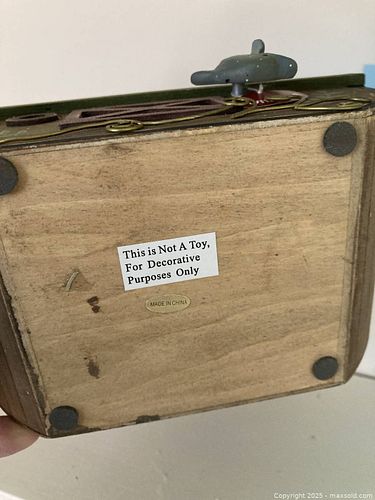 This is Not A Toy,
For Decorative
Purposes Only
MADE IN CHINA
Copyright 2025 - maxsold.com